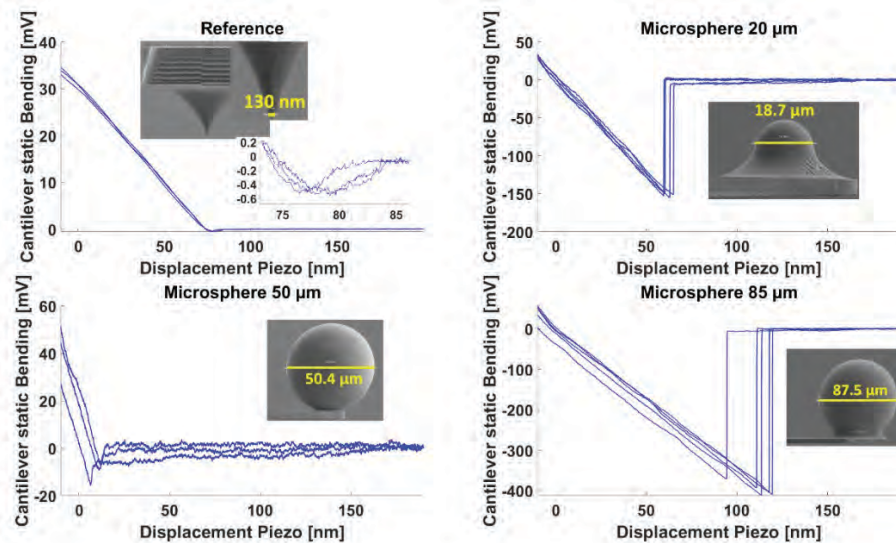 Reference
Cantilever static Bending [mV]
40
30
20
10
0
0
50
100
150
Displacement Piezo [nm]
130 nm
0.2
0
-0.2
-0.4
-0.6
75
80
85
Microsphere 20 µm
Cantilever static Bending [mV]
50
0
-50
-100
-150
-200
0
50
100
150
Displacement Piezo [nm]
18.7 µm
Microsphere 50 µm
Cantilever static Bending [mV]
60
40
20
0
-20
0
50
100
150
Displacement Piezo [nm]
50.4 µm
Microsphere 85 µm
Cantilever static Bending [mV]
0
-100
-200
-300
-400
0
50
100
150
Displacement Piezo [nm]
87.5 µm